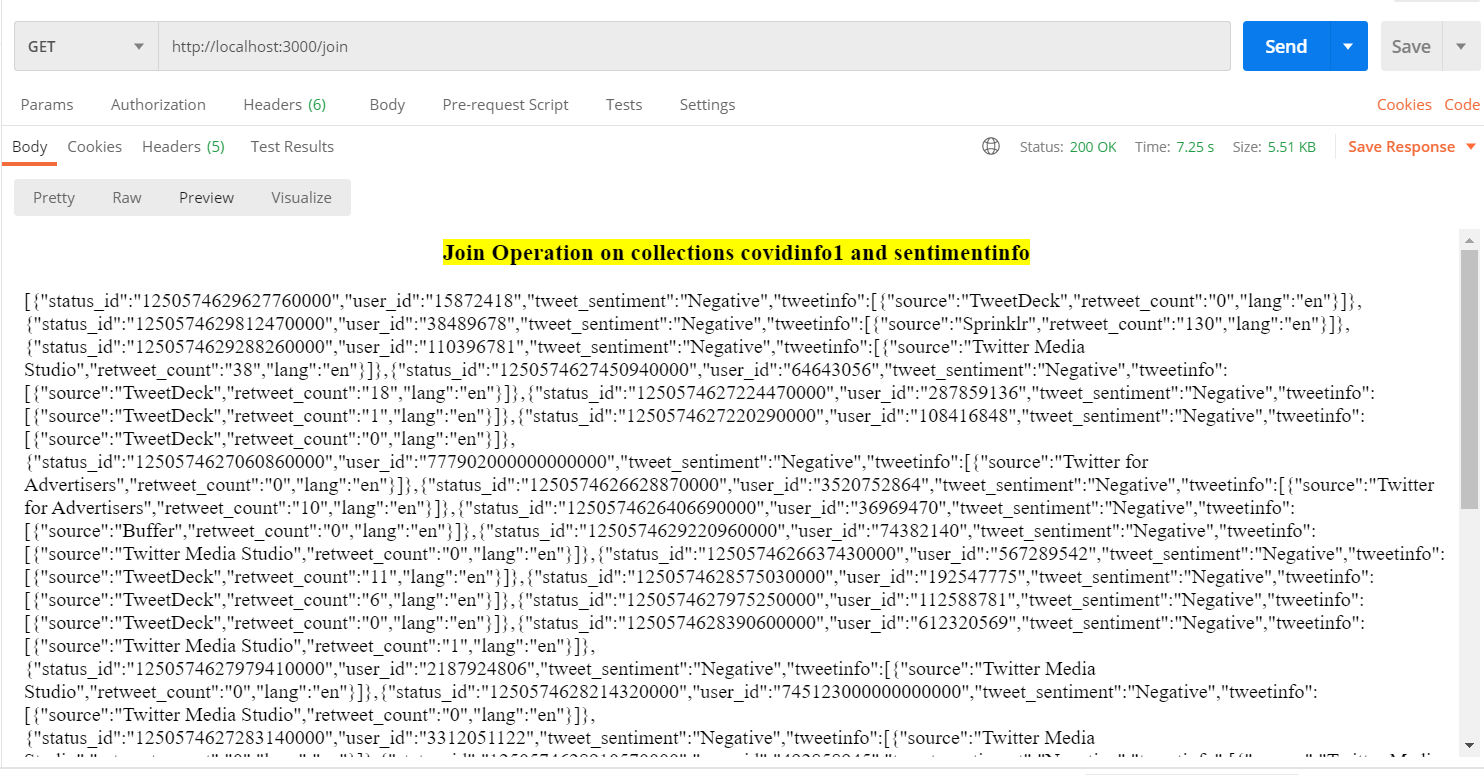 GET http://localhost:3000/join Send Save
Params Authorization Headers (6) Body Pre-request Script Tests Settings Cookies Code
Body Cookies Headers (5) Test Results Status: 200 OK Time: 7.25 s Size: 5.51 KB Save Response
Pretty Raw Preview Visualize
Join Operation on collections covidinfo1 and sentimentinfo
[{"status_id":"1250574629627760000","user_id":"15872418","tweet_sentiment":"Negative","tweetinfo":[{"source":"TweetDeck","retweet_count":"0","lang":"en"}]},
{"status_id":"1250574629812470000","user_id":"38489678","tweet_sentiment":"Negative","tweetinfo":[{"source":"Sprinklr","retweet_count":"130","lang":"en"}]},
{"status_id":"1250574629288260000","user_id":"110396781","tweet_sentiment":"Negative","tweetinfo":[{"source":"Twitter Media
Studio","retweet_count":"38","lang":"en"}]},{"status_id":"1250574627450940000","user_id":"64643056","tweet_sentiment":"Negative","tweetinfo":
[{"source":"TweetDeck","retweet_count":"18","lang":"en"}]},{"status_id":"1250574627224470000","user_id":"287859136","tweet_sentiment":"Negative","tweetinfo":
[{"source":"TweetDeck","retweet_count":"1","lang":"en"}]},{"status_id":"1250574627220290000","user_id":"108416848","tweet_sentiment":"Negative","tweetinfo":
[{"source":"TweetDeck","retweet_count":"0","lang":"en"}]},
{"status_id":"1250574627060860000","user_id":"777902000000000000","tweet_sentiment":"Negative","tweetinfo":[{"source":"Twitter for
Advertisers","retweet_count":"0","lang":"en"}]},{"status_id":"1250574626628870000","user_id":"3520752864","tweet_sentiment":"Negative","tweetinfo":[{"source":"Twitter
for Advertisers","retweet_count":"10","lang":"en"}]},{"status_id":"1250574626406690000","user_id":"36969470","tweet_sentiment":"Negative","tweetinfo":
[{"source":"Buffer","retweet_count":"0","lang":"en"}]},{"status_id":"1250574629220960000","user_id":"74382140","tweet_sentiment":"Negative","tweetinfo":
[{"source":"Twitter Media Studio","retweet_count":"0","lang":"en"}]},{"status_id":"1250574626637430000","user_id":"567289542","tweet_sentiment":"Negative","tweetinfo":
[{"source":"TweetDeck","retweet_count":"11","lang":"en"}]},{"status_id":"1250574628575030000","user_id":"192547775","tweet_sentiment":"Negative","tweetinfo":
[{"source":"TweetDeck","retweet_count":"6","lang":"en"}]},{"status_id":"1250574627975250000","user_id":"112588781","tweet_sentiment":"Negative","tweetinfo":
[{"source":"TweetDeck","retweet_count":"0","lang":"en"}]},{"status_id":"1250574628390600000","user_id":"612320569","tweet_sentiment":"Negative","tweetinfo":
[{"source":"Twitter Media Studio","retweet_count":"1","lang":"en"}]},
{"status_id":"1250574627979410000","user_id":"2187924806","tweet_sentiment":"Negative","tweetinfo":[{"source":"Twitter Media
Studio","retweet_count":"0","lang":"en"}]},{"status_id":"1250574628214320000","user_id":"745123000000000000","tweet_sentiment":"Negative","tweetinfo":
[{"source":"Twitter Media Studio","retweet_count":"0","lang":"en"}]},
{"status_id":"1250574627283140000","user_id":"3312051122","tweet_sentiment":"Negative","tweetinfo":[{"source":"Twitter Media